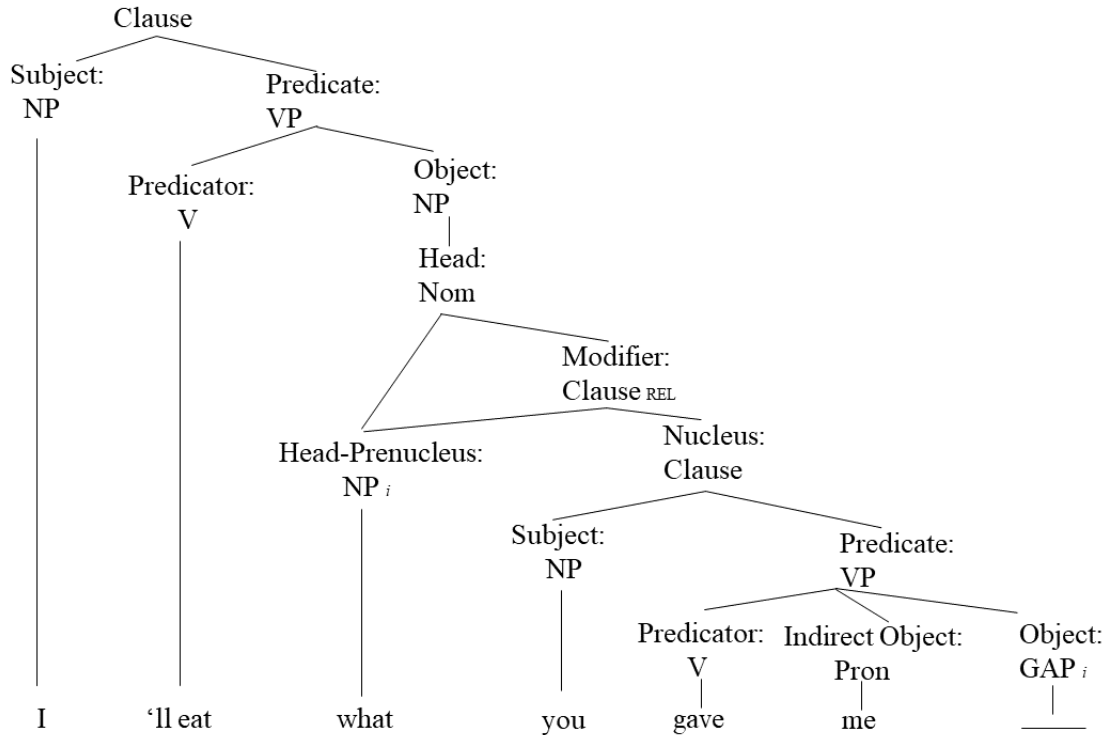 Clause
Subject:
NP
Predicate:
VP
Predicator:
V
Object:
NP
Head:
Nom
Modifier:
Clause REL
Head-Prenucleus:
NP i
Nucleus:
Clause
Subject:
NP
Predicate:
VP
Predicator:
V
Indirect Object:
Pron
Object:
GAP i
I ‘ll eat what you gave me ____